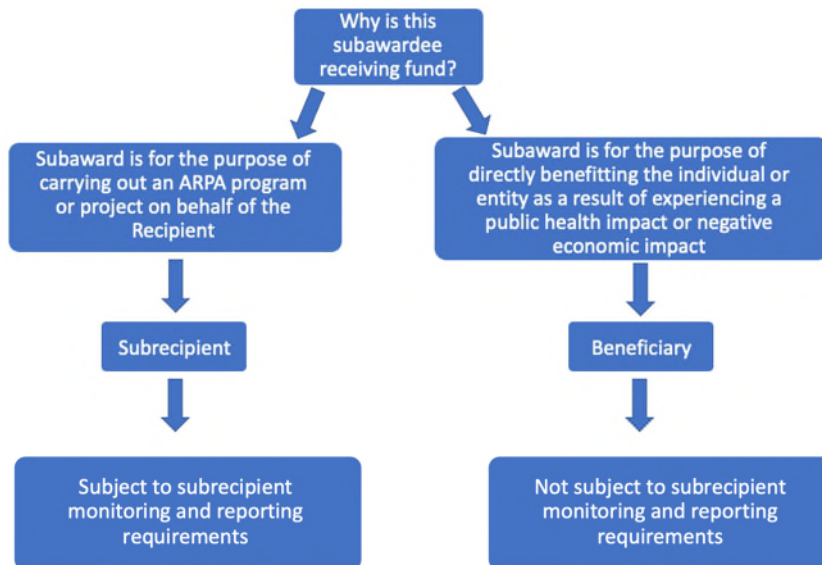 Why is this
subawardee
receiving fund?
Subaward is for the purpose of
carrying out an ARPA program
or project on behalf of the
Recipient
Subaward is for the purpose of
directly benefitting the individual or
entity as a result of experiencing a
public health impact or negative
economic impact
Subrecipient
Beneficiary
Subject to subrecipient
monitoring and reporting
requirements
Not subject to subrecipient
monitoring and reporting
requirements